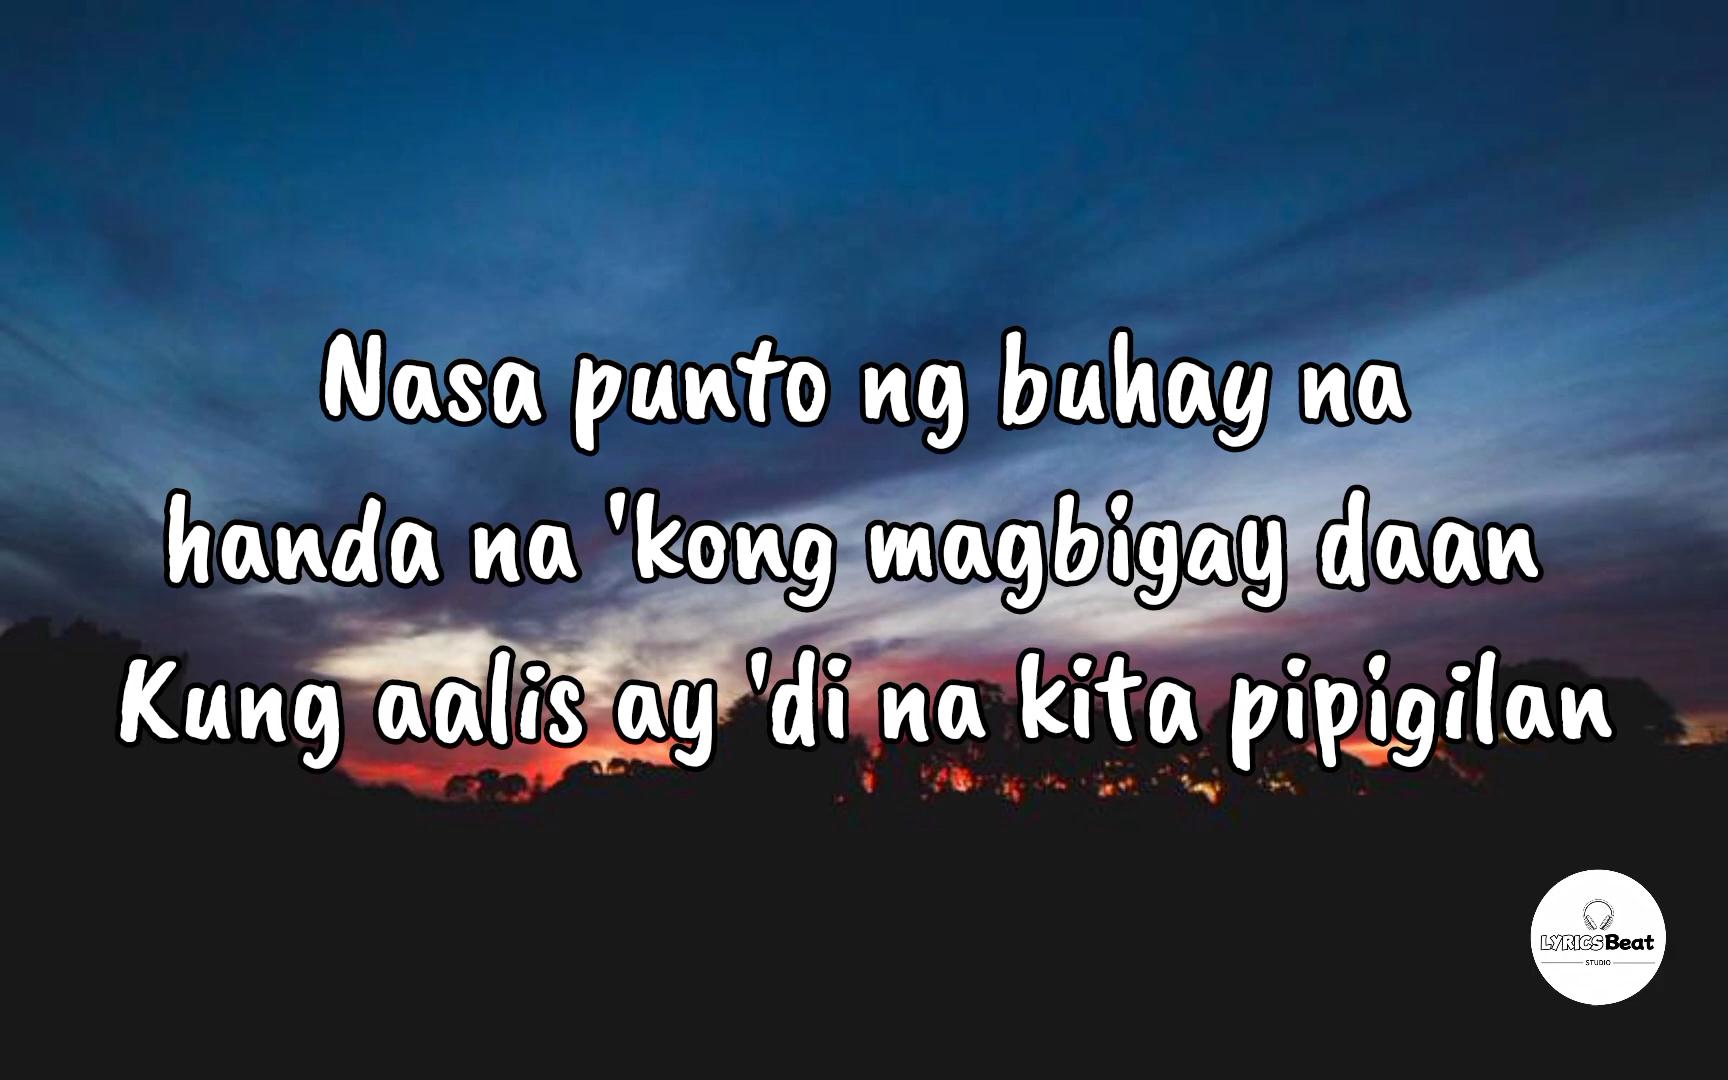 Nasa punto ng buhay na
handa na 'kong magbigay daan
Kung aalis ay 'di na kita pipigilan
LYRICSBeat
STUDIO